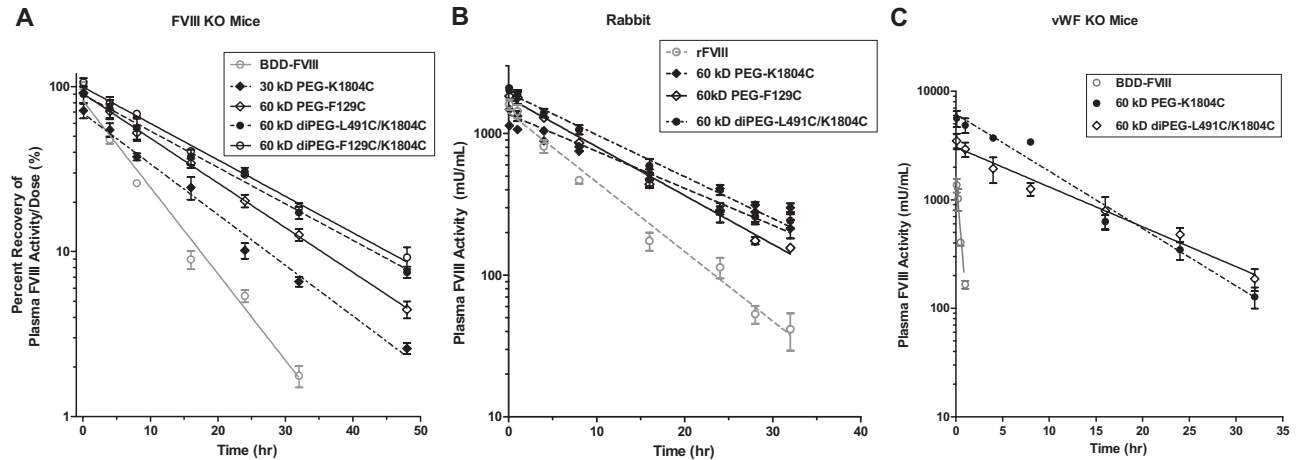 A
FVIII KO Mice
Percent Recovery of
Plasma FVIII Activity/Dose (%)
100
10
1
BDD-FVIII
30 kD PEG-K1804C
60 kD PEG-F129C
60 kD diPEG-L491C/K1804C
60 kD diPEG-F129C/K1804C
0 10 20 30 40 50
Time (hr)
B
Rabbit
Plasma FVIII Activity (mU/mL)
1000
100
10
rFVIII
60 kD PEG-K1804C
60kD PEG-F129C
60 kD diPEG-L491C/K1804C
0 10 20 30 40
Time (hr)
C
vWF KO Mice
Plasma FVIII Activity (mU/mL)
10000
1000
100
10
BDD-FVIII
60 kD PEG-K1804C
60 kD diPEG-L491C/K1804C
0 5 10 15 20 25 30 35
Time (hr)